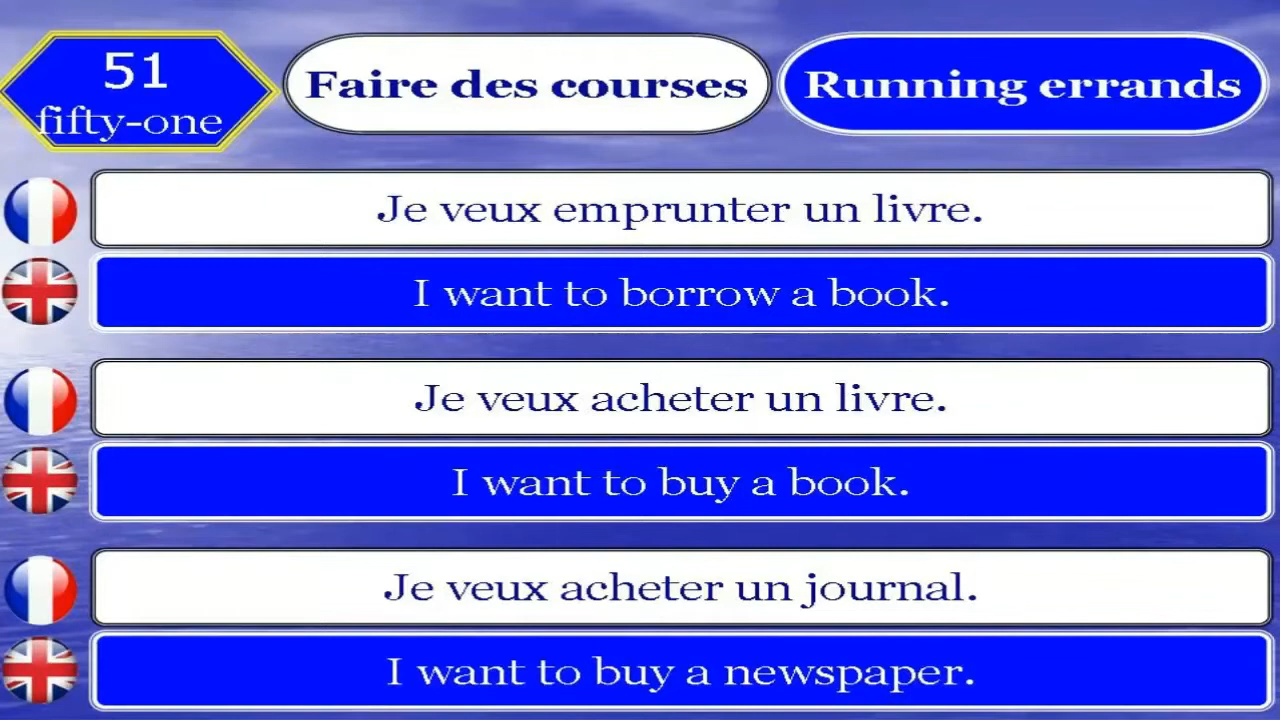 51
fifty-one
Faire des courses
Running errands
Je veux emprunter un livre.
I want to borrow a book.
Je veux acheter un livre.
I want to buy a book.
Je veux acheter un journal.
I want to buy a newspaper.